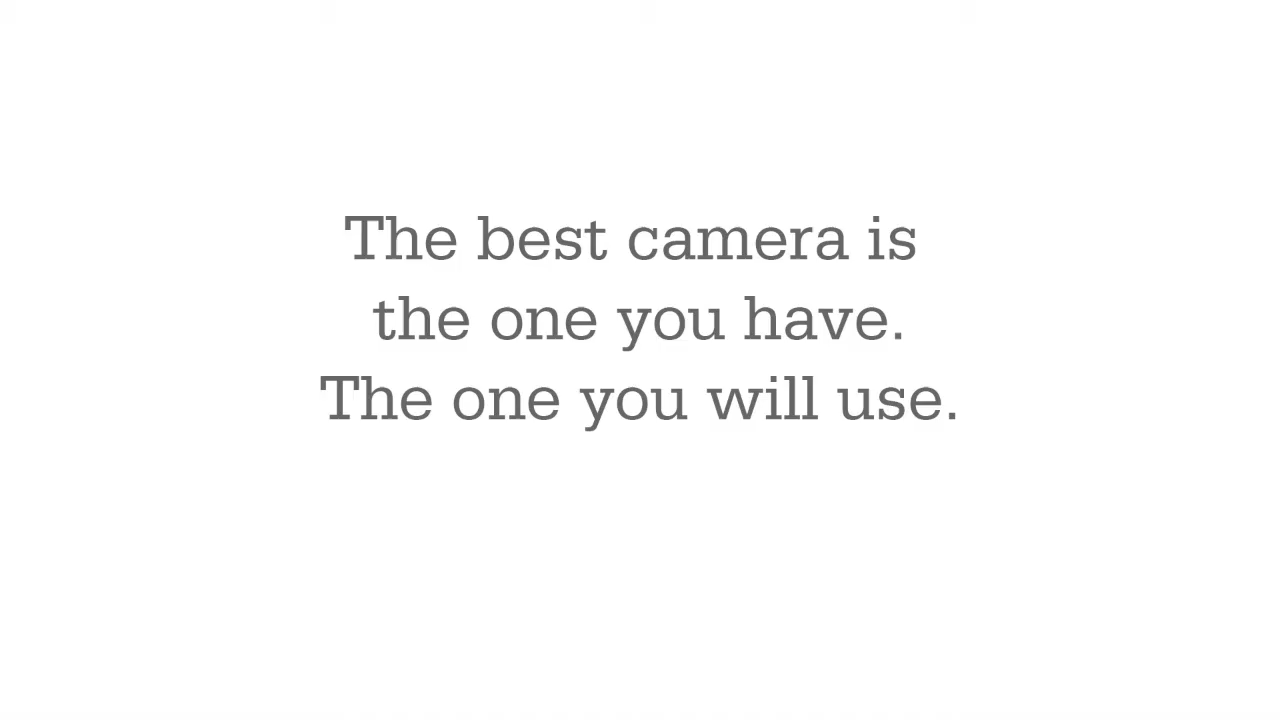 The best camera is
the one you have.
The one you will use.